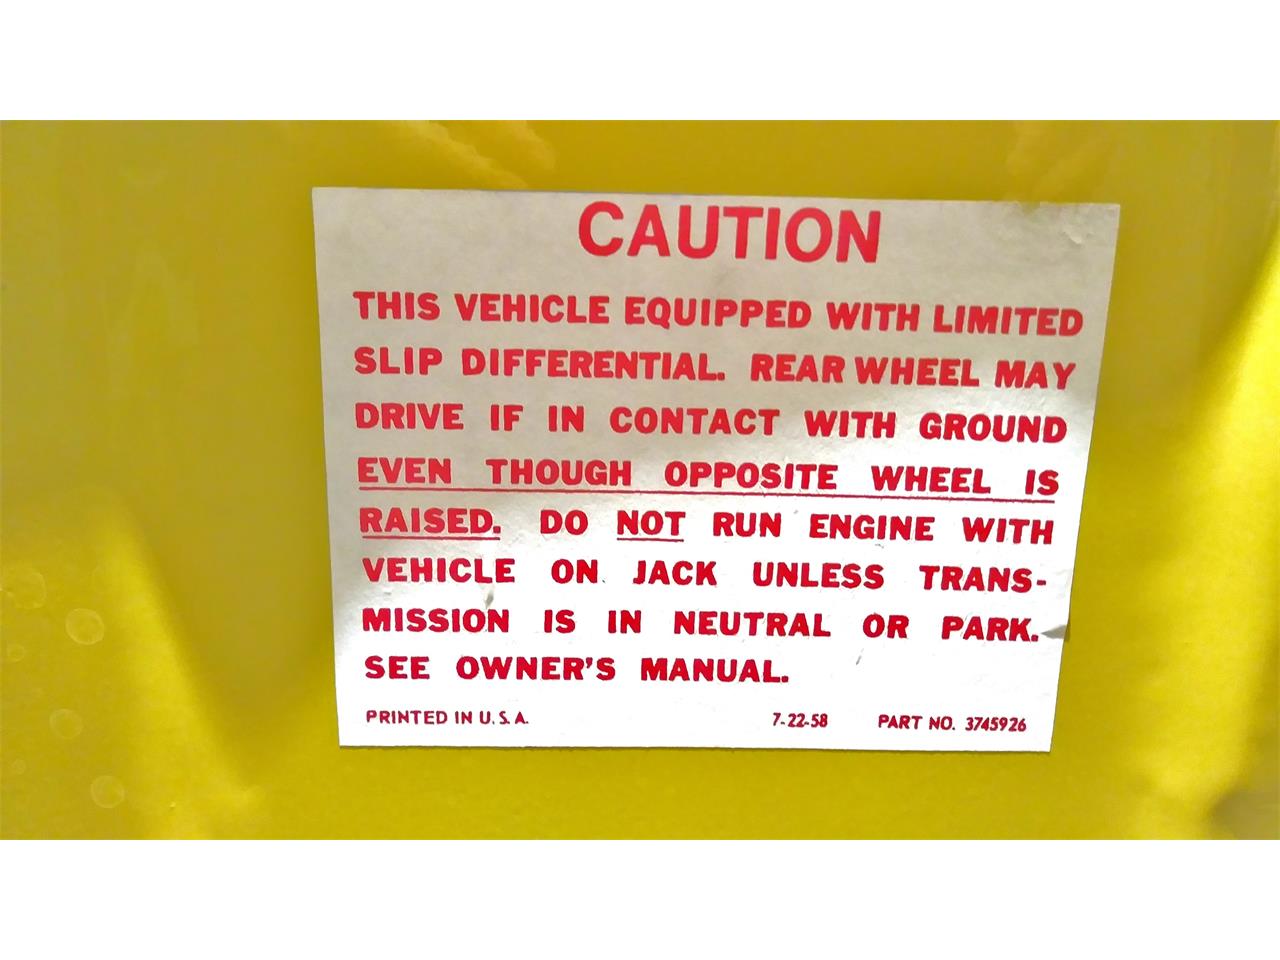 CAUTION
THIS VEHICLE EQUIPPED WITH LIMITED
SLIP DIFFERENTIAL. REAR WHEEL MAY
DRIVE IF IN CONTACT WITH GROUND
EVEN THOUGH OPPOSITE WHEEL IS
RAISED. DO NOT RUN ENGINE WITH
VEHICLE ON JACK UNLESS TRANS-
MISSION IS IN NEUTRAL OR PARK.
SEE OWNER'S MANUAL.
PRINTED IN U.S.A. 7-22-58 PART NO. 3745926